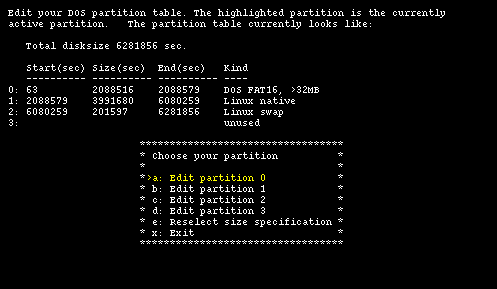 Edit your DOS partition table. The highlighted partition is the currently
active partition.   The partition table currently looks like:
Total disksize 6281856 sec.
Start(sec) Size(sec)  End(sec)   Kind
---------- ---------- ---------- ----
0: 63         2088516    2088579    DOS FAT16, >32MB
1: 2088579    3991680    6080259    Linux native
2: 6080259    201597     6281856    Linux swap
3:                                  unused
*********************************
* Choose your partition         *
*                               *
*>a: Edit partition 0           *
* b: Edit partition 1           *
* c: Edit partition 2           *
* d: Edit partition 3           *
* e: Reselect size specification *
* x: Exit                       *
*********************************